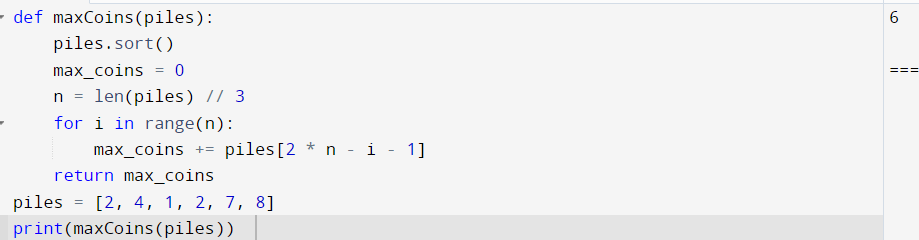 def maxCoins(piles):
    piles.sort()
    max_coins = 0
    n = len(piles) // 3
    for i in range(n):
        max_coins += piles[2 * n - i - 1]
    return max_coins
piles = [2, 4, 1, 2, 7, 8]
print(maxCoins(piles))
6
===